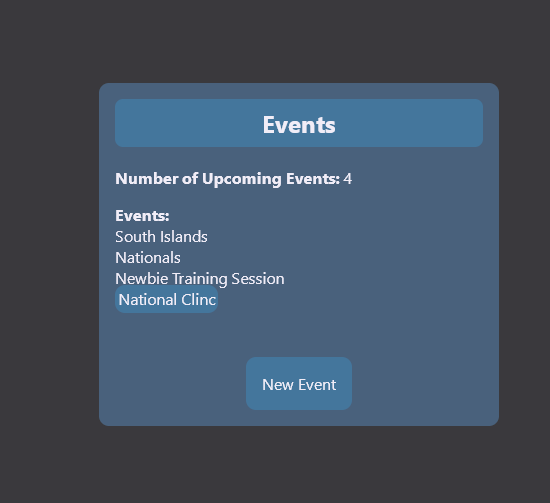 Events
Number of Upcoming Events: 4
Events:
South Islands
Nationals
Newbie Training Session
National Clinc
New Event